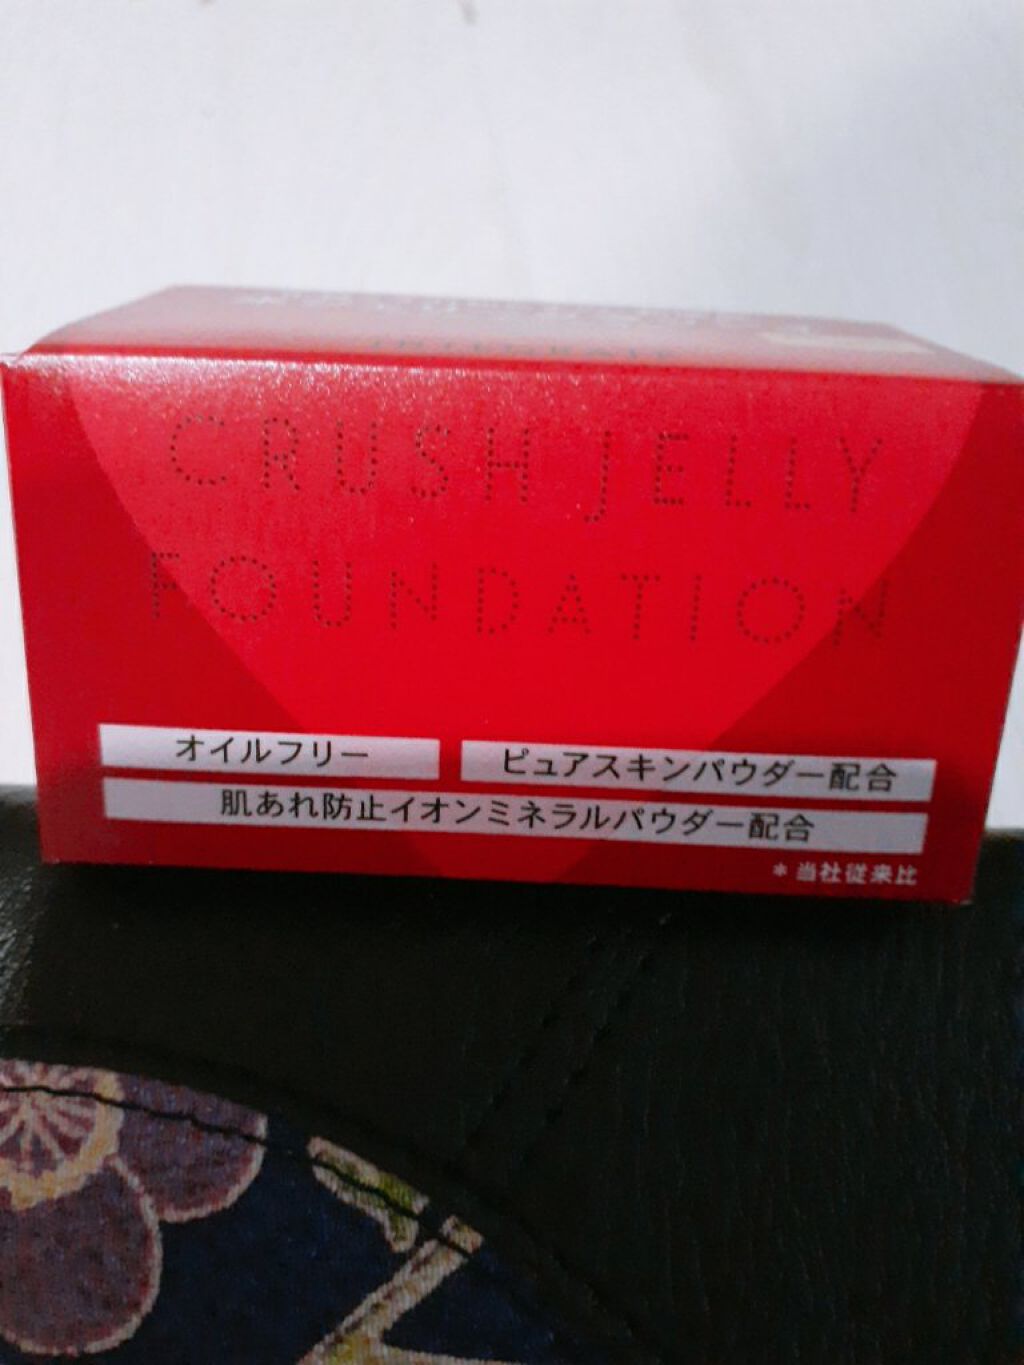 CRUSH JELLY
FOUNDATION
オイルフリー
ピュアスキンパウダー配合
肌あれ防止イオンミネラルパウダー配合
*当社従来比